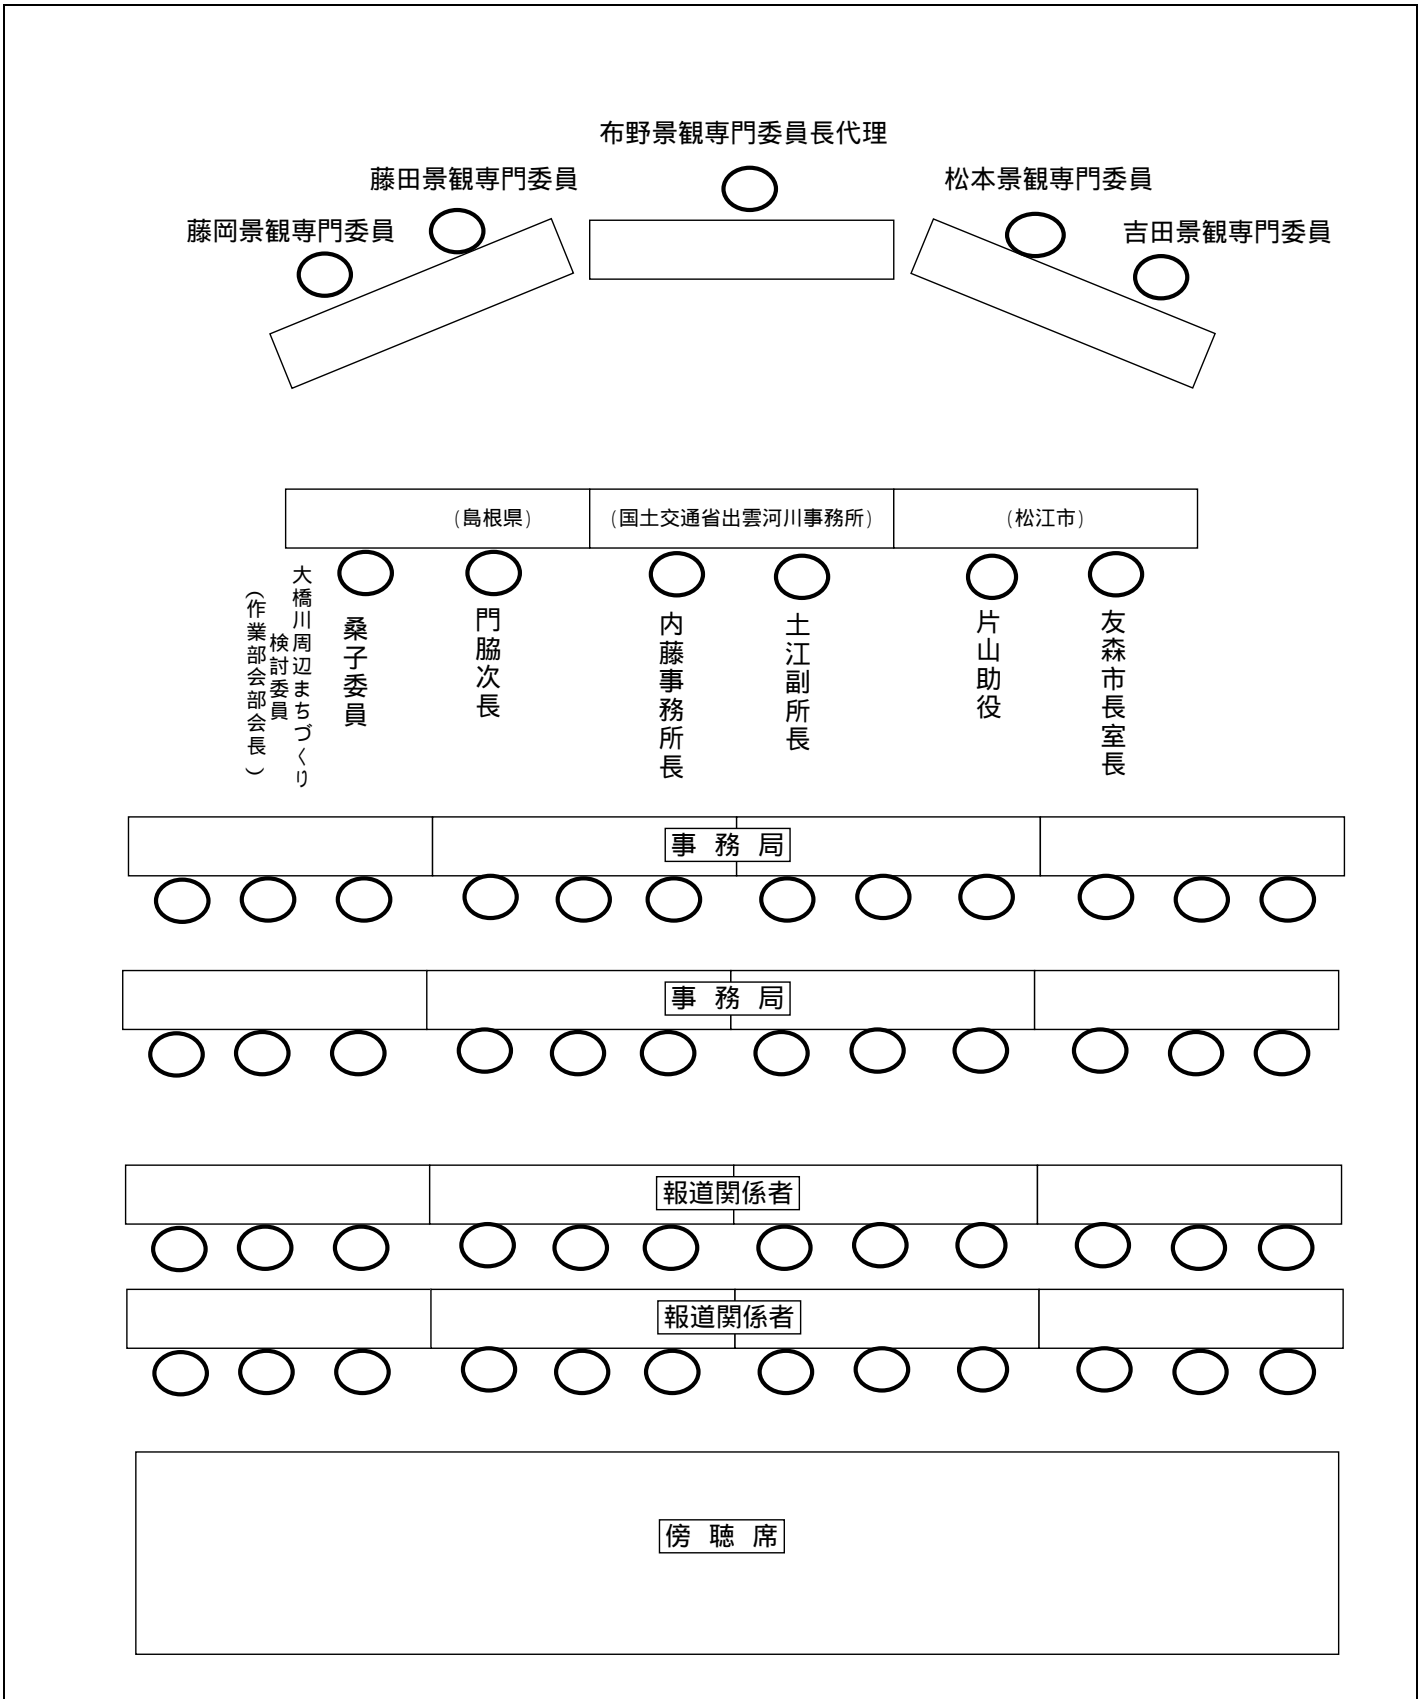 布野景観専門委員長代理
藤田景観専門委員
松本景観専門委員
藤岡景観専門委員
吉田景観専門委員
(島根県)
(国土交通省出雲河川事務所)
(松江市)
大橋川周辺まちづくり
検討委員
(作業部会部会長)
桑子委員
門脇次長
内藤事務所長
土江副所長
片山助役
友森市長室長
事 務 局
事 務 局
報道関係者
報道関係者
傍 聴 席